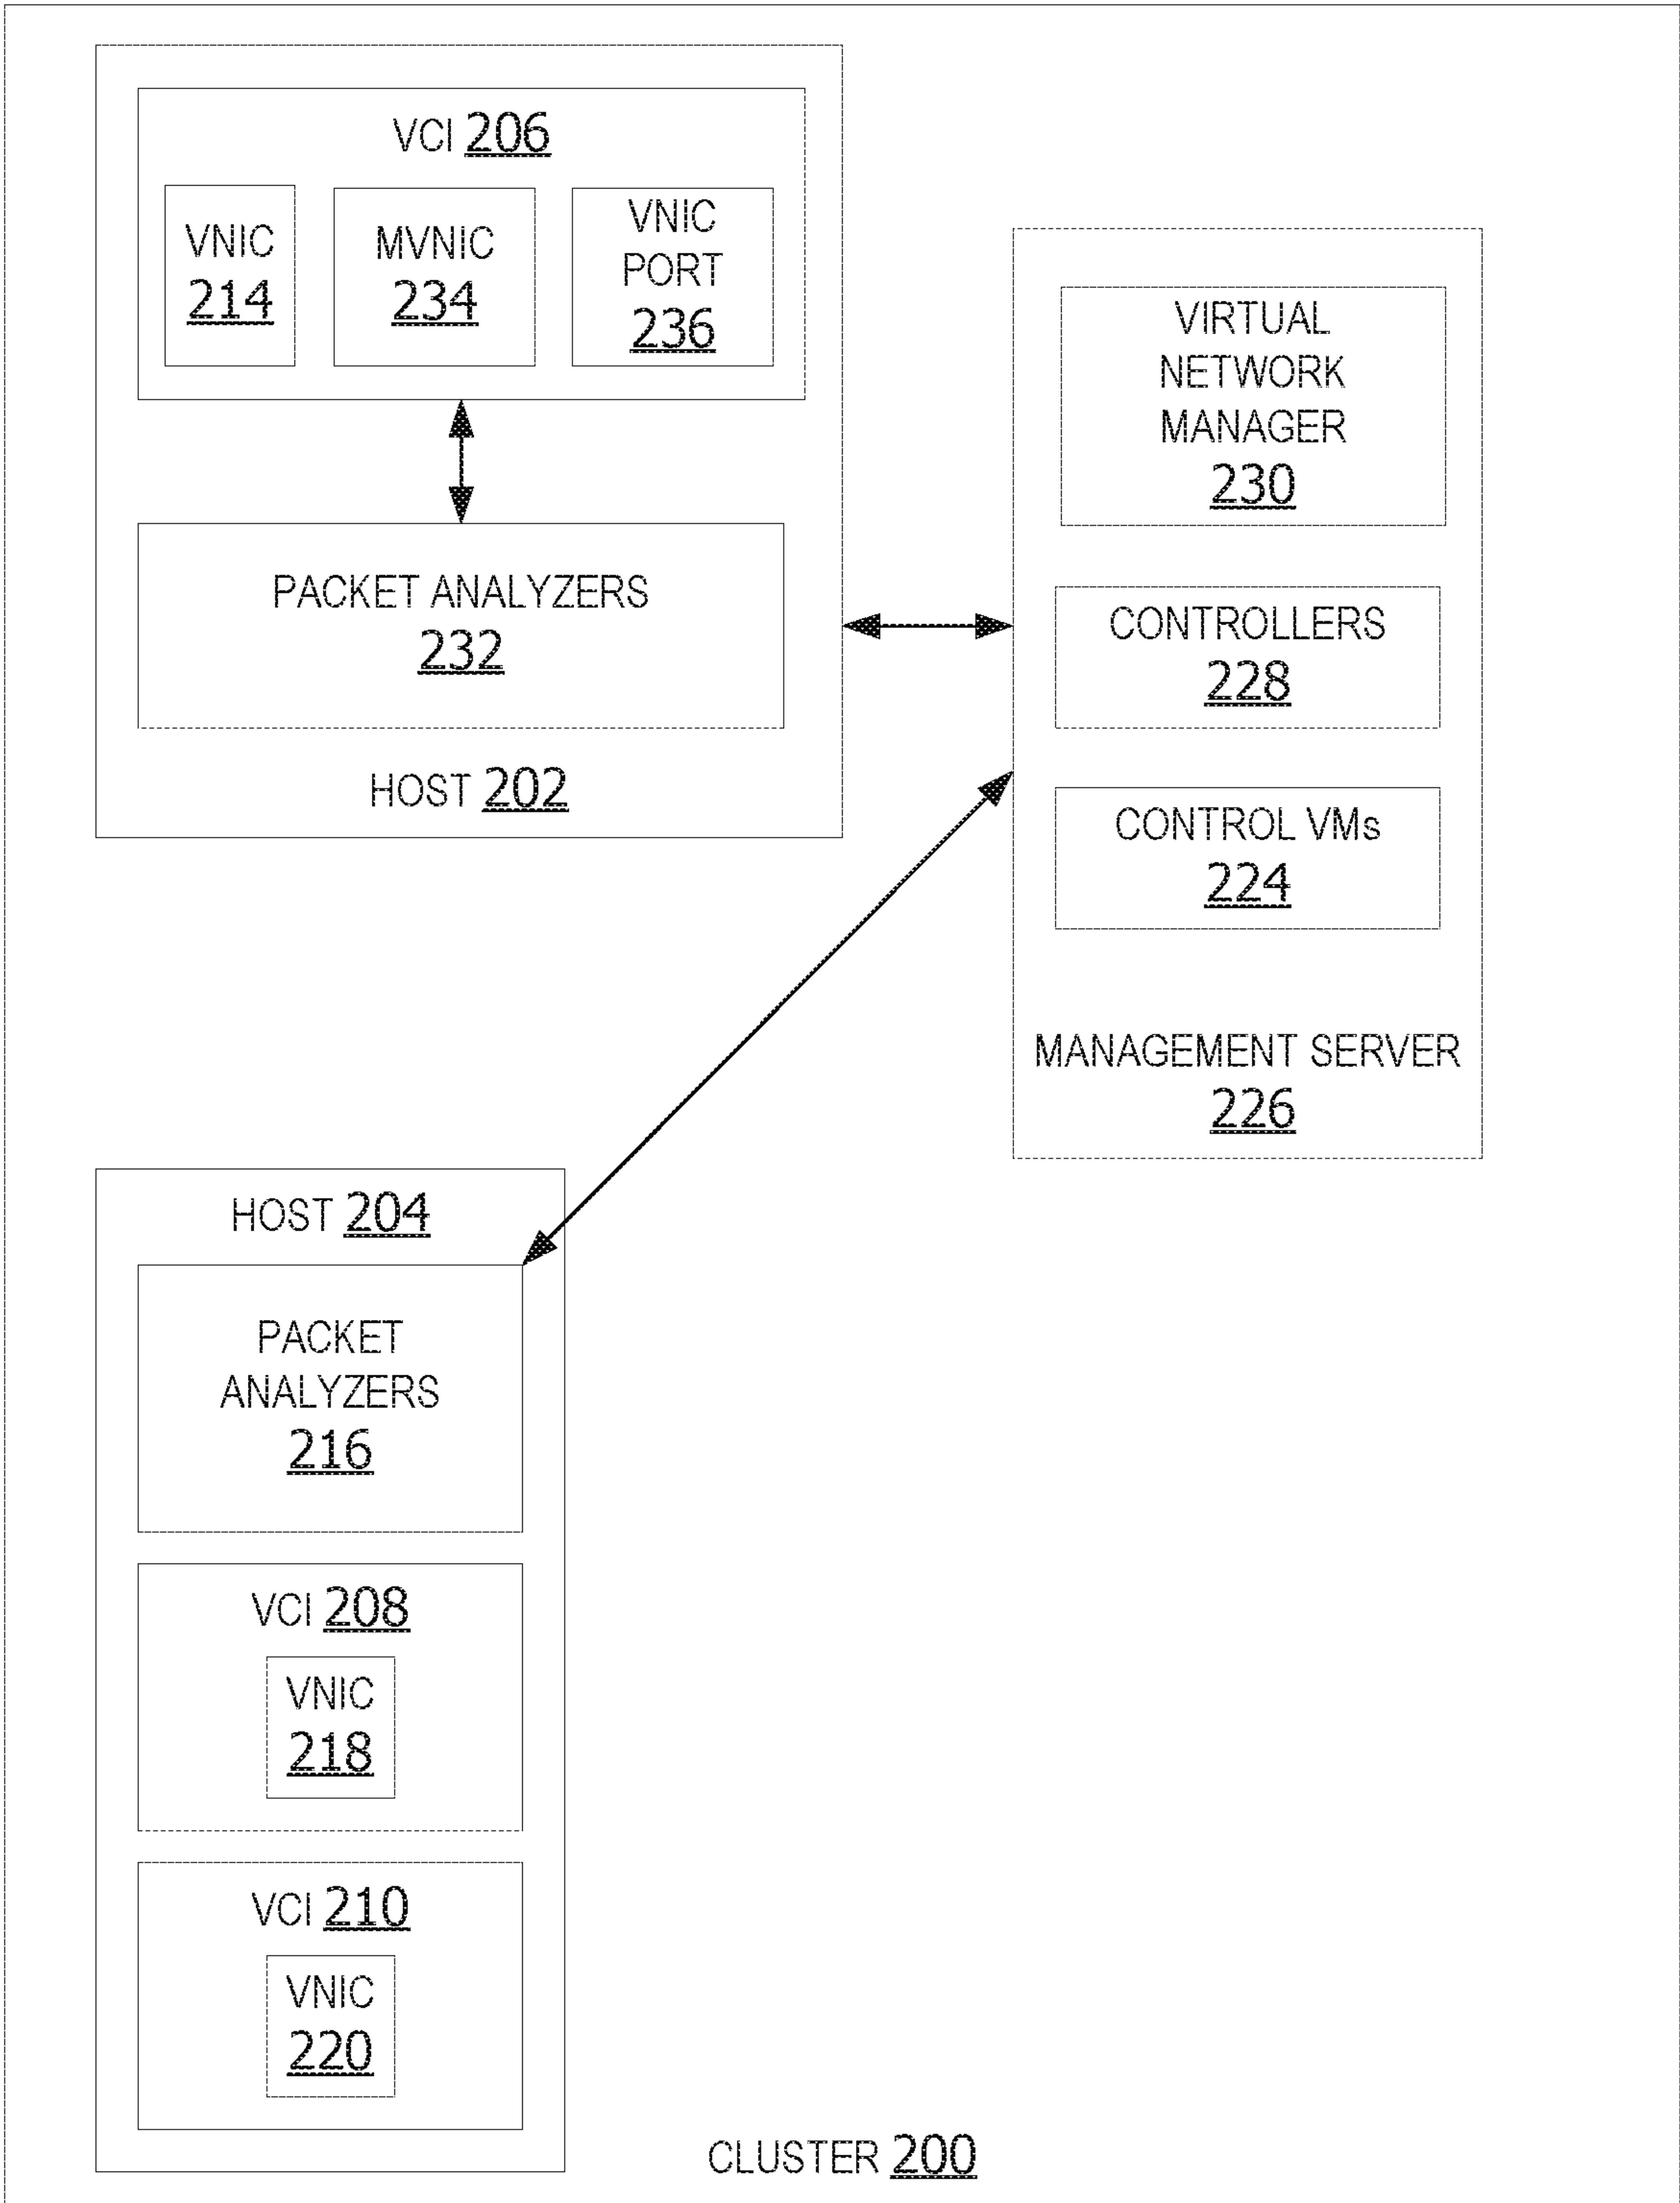 VCI 206
VNIC
214
MVNIC
234
VNIC
PORT
236
PACKET ANALYZERS
232
HOST 202
VIRTUAL
NETWORK
MANAGER
230
CONTROLLERS
228
CONTROL VMs
224
MANAGEMENT SERVER
226
HOST 204
PACKET
ANALYZERS
216
VCI 208
VNIC
218
VCI 210
VNIC
220
CLUSTER 200